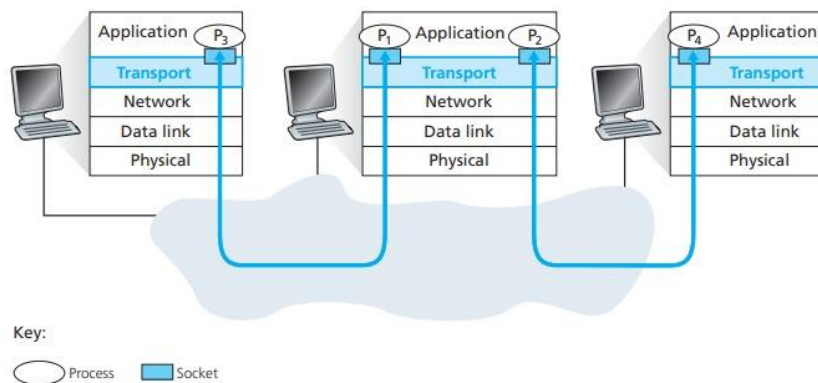 Application P3 P1 Application P2 P4 Application
Transport Transport Transport
Network Network Network
Data link Data link Data link
Physical Physical Physical
Key:
Process Socket